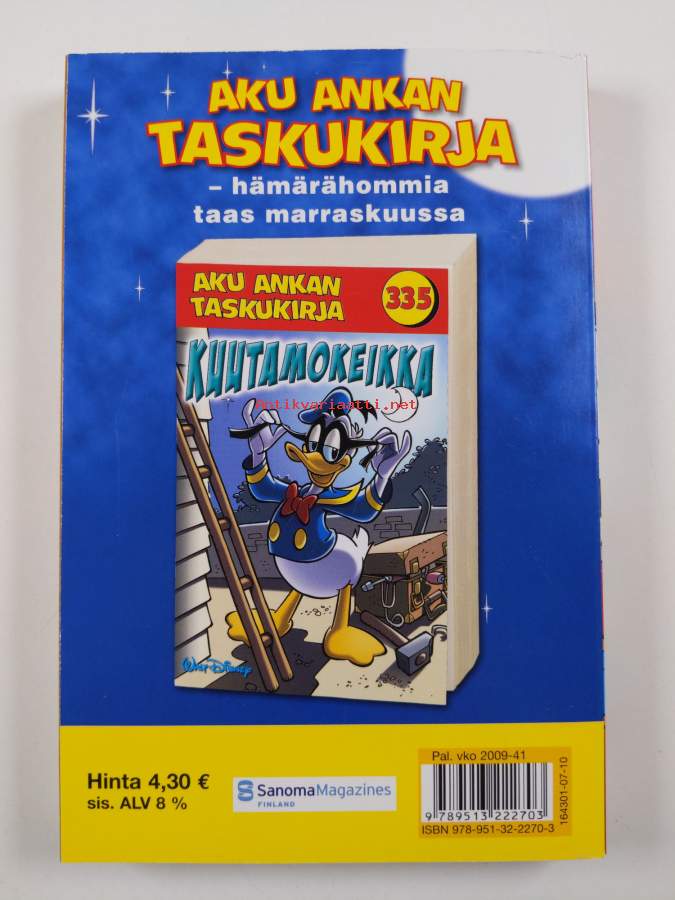 AKU ANKAN
TASKUKIRJA
– hämärähommia
taas marraskuussa
AKU ANKAN
TASKUKIRJA
335
KUUTAMOKEIKKA
Antikvariaatti.net
Walt Disney
Hinta 4,30 €
sis. ALV 8 %
S SanomaMagazines
FINLAND
Pal. vko 2009-41
9 789513 222703
ISBN 978-951-32-2270-3
164301-07-10